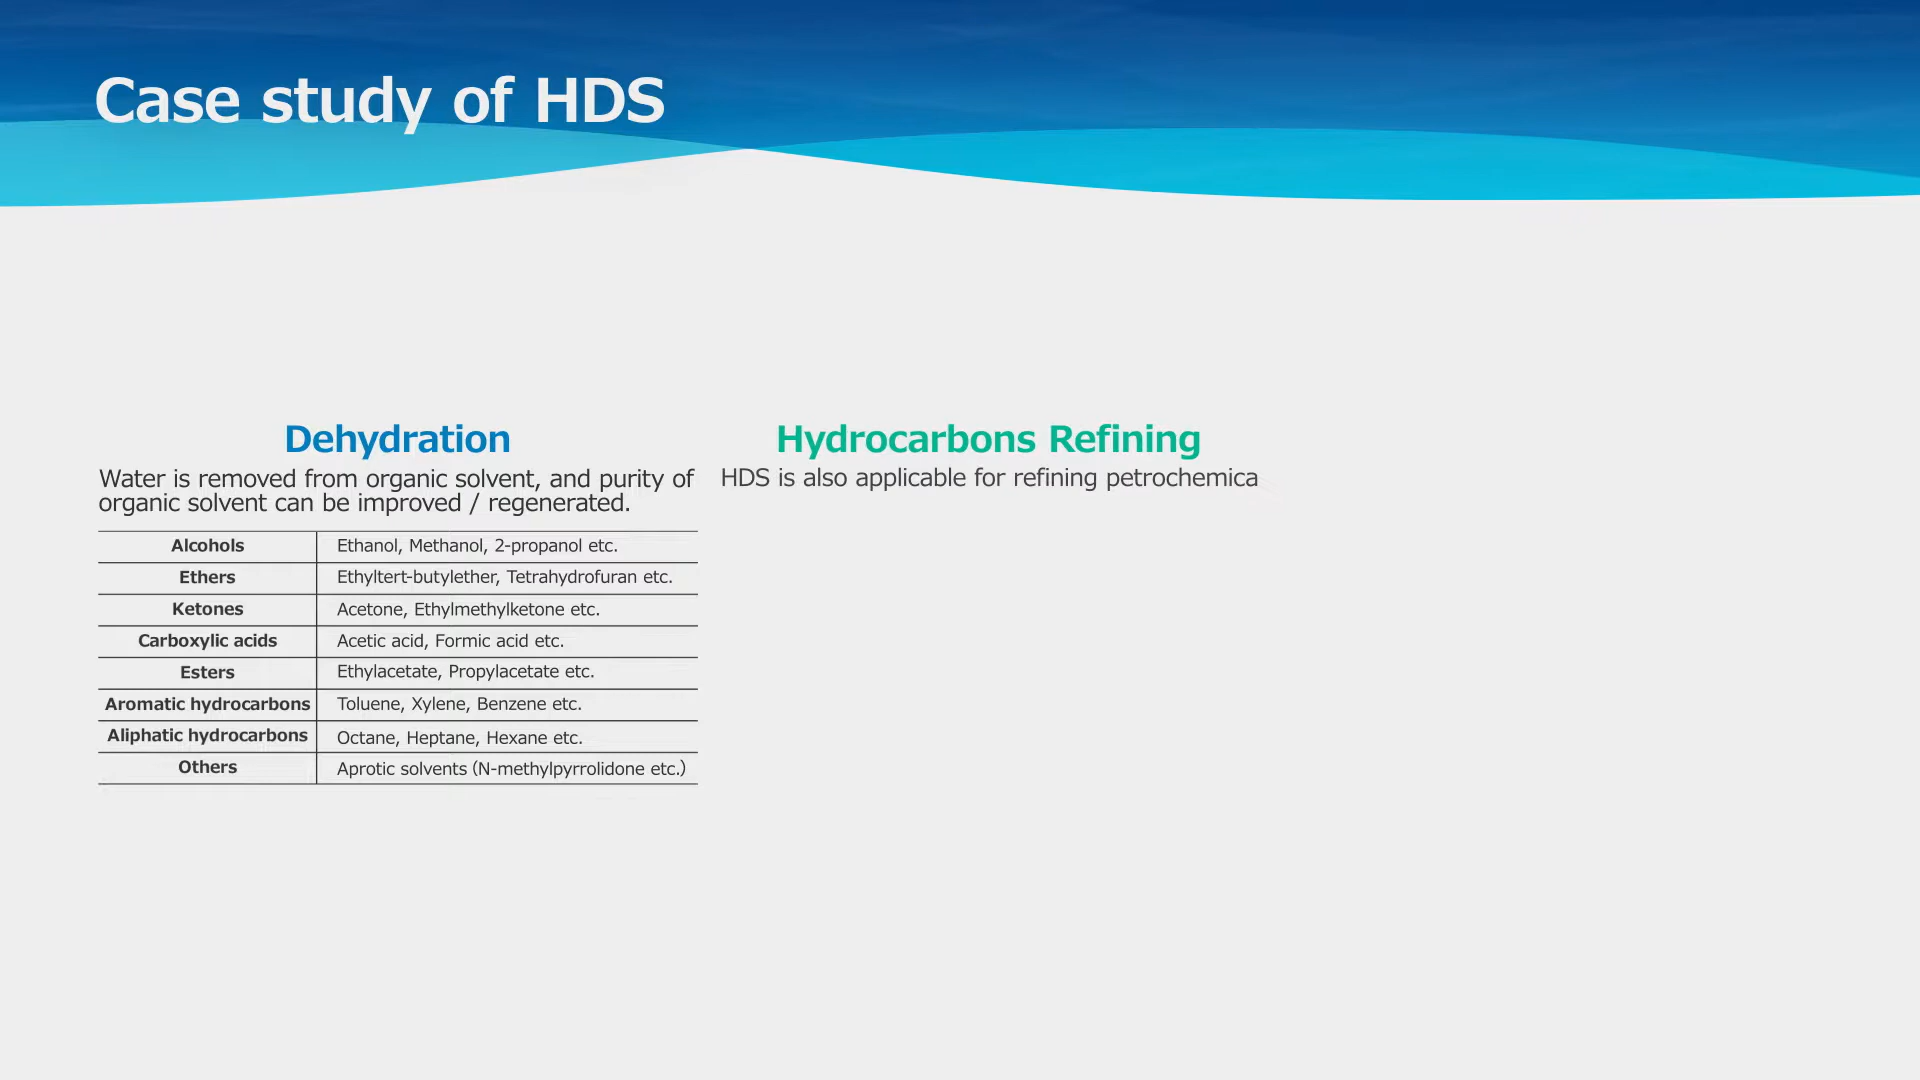 Case study of HDS
Dehydration
Water is removed from organic solvent, and purity of
organic solvent can be improved / regenerated.
Alcohols Ethanol, Methanol, 2-propanol etc.
Ethers Ethyltert-butylether, Tetrahydrofuran etc.
Ketones Acetone, Ethylmethylketone etc.
Carboxylic acids Acetic acid, Formic acid etc.
Esters Ethylacetate, Propylacetate etc.
Aromatic hydrocarbons Toluene, Xylene, Benzene etc.
Aliphatic hydrocarbons Octane, Heptane, Hexane etc.
Others Aprotic solvents (N-methylpyrrolidone etc.)
Hydrocarbons Refining
HDS is also applicable for refining petrochemica